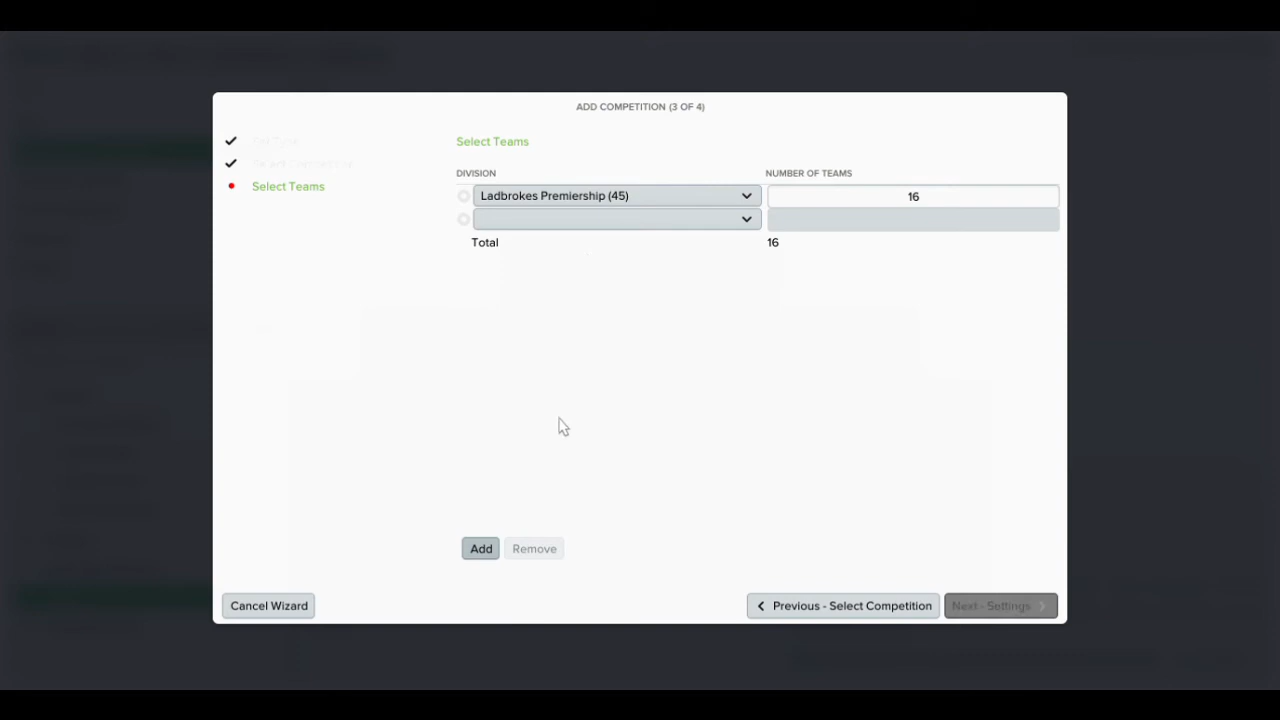 ADD COMPETITION (3 OF 4)
Select Teams
Select Teams
DIVISION NUMBER OF TEAMS
Ladbrokes Premiership (45) 16
Total 16
Add Remove
Cancel Wizard Previous - Select Competition Next - Settings